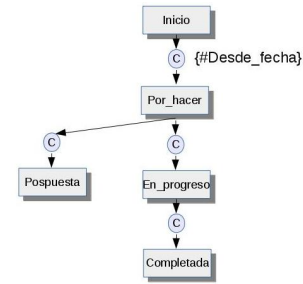 Inicio
C {#Desde_fecha}
Por_hacer
C C
Pospuesta En_progreso
C
Completada